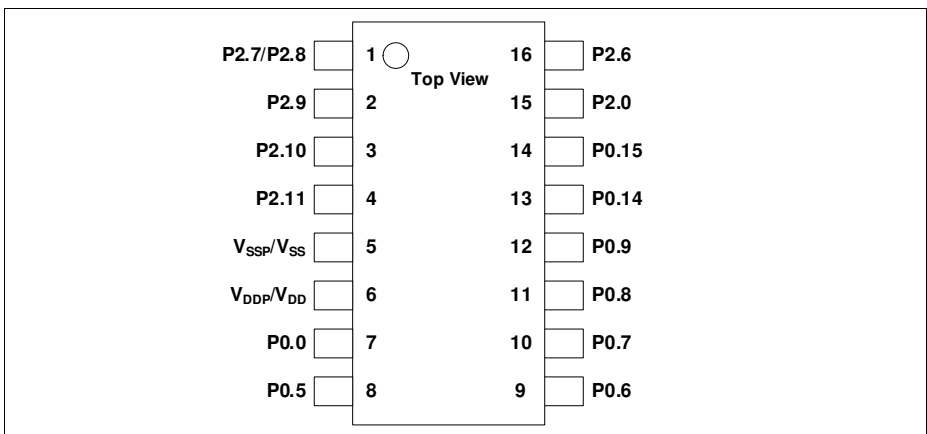 P2.7/P2.8 1 16 P2.6
Top View
P2.9 2 15 P2.0
P2.10 3 14 P0.15
P2.11 4 13 P0.14
VSSP/VSS 5 12 P0.9
VDDP/VDD 6 11 P0.8
P0.0 7 10 P0.7
P0.5 8 9 P0.6